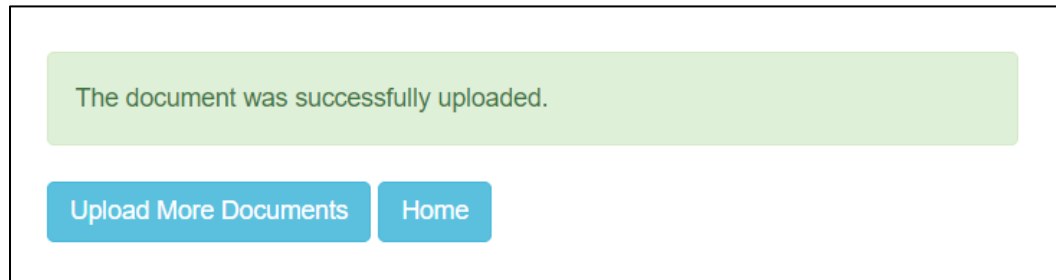 The document was successfully uploaded.
Upload More Documents Home